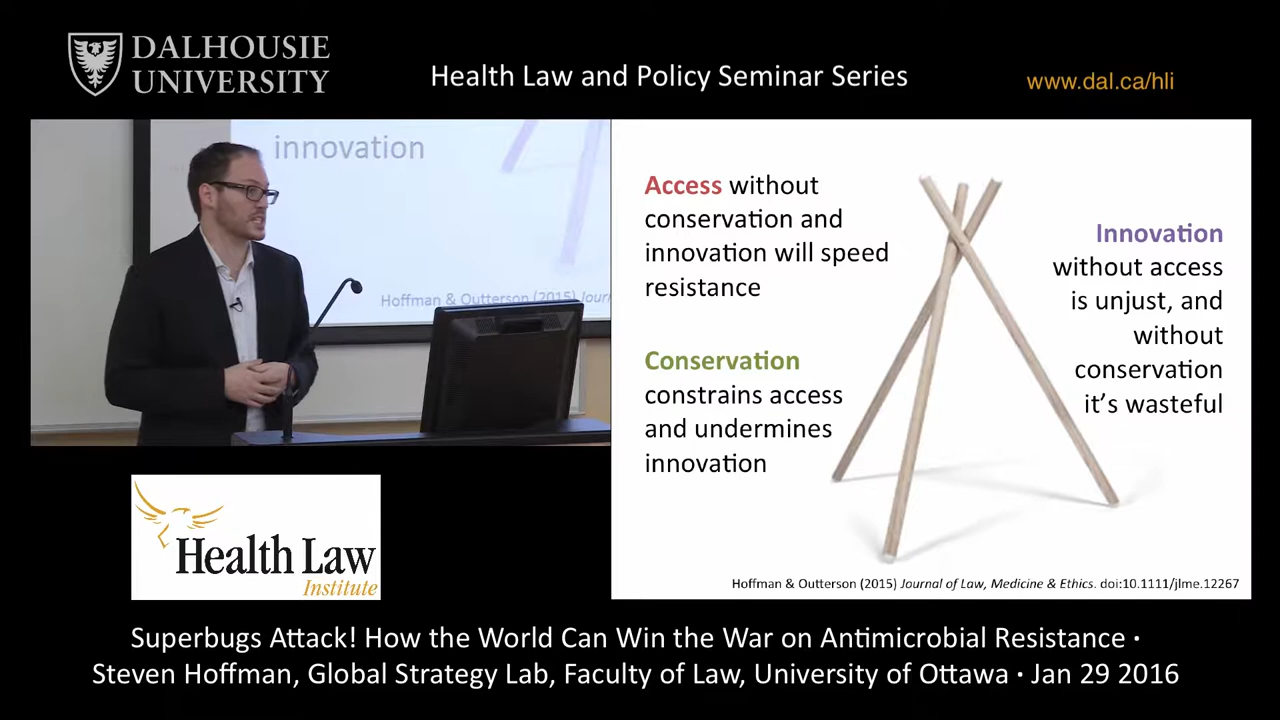 DALHOUSIE
UNIVERSITY
Health Law and Policy Seminar Series
www.dal.ca/hli
innovation
Hoffman & Outterson (2015) Jour
Access without
conservation and
innovation will speed
resistance
Conservation
constrains access
and undermines
innovation
Innovation
without access
is unjust, and
without
conservation
it's wasteful
Hoffman & Outterson (2015) Journal of Law, Medicine & Ethics. doi:10.1111/jlme.12267
Health Law
Institute
Superbugs Attack! How the World Can Win the War on Antimicrobial Resistance ·
Steven Hoffman, Global Strategy Lab, Faculty of Law, University of Ottawa · Jan 29 2016